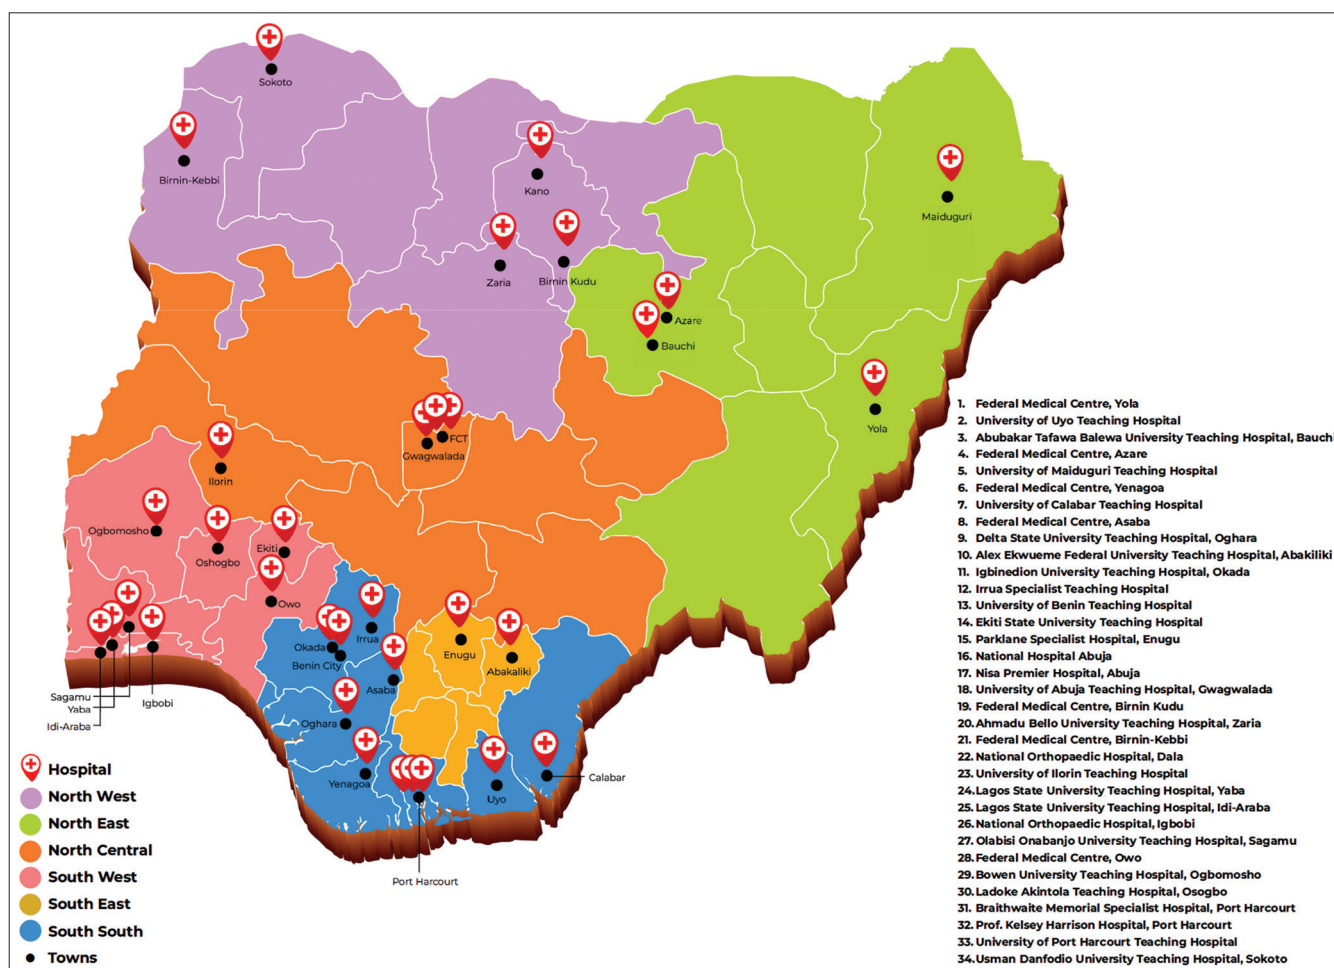 Sokoto
Birnin-Kebbi
Kano
Maiduguri
Zaria
Birnin Kudu
Azare
Bauchi
Yola
FCT
Gwagwalada
Ilorin
Ogbomosho
Oshogbo
Ekiti
Owo
Irrua
Okada
Benin City
Enugu
Abakaliki
Asaba
Sagamu
Yaba
Idi-Araba
Igbobi
Oghara
Yenagoa
Uyo
Calabar
Port Harcourt
Hospital
North West
North East
North Central
South West
South East
South South
Towns
1. Federal Medical Centre, Yola
2. University of Uyo Teaching Hospital
3. Abubakar Tafawa Balewa University Teaching Hospital, Bauchi
4. Federal Medical Centre, Azare
5. University of Maiduguri Teaching Hospital
6. Federal Medical Centre, Yenagoa
7. University of Calabar Teaching Hospital
8. Federal Medical Centre, Asaba
9. Delta State University Teaching Hospital, Oghara
10. Alex Ekwueme Federal University Teaching Hospital, Abakiliki
11. Igbinedion University Teaching Hospital, Okada
12. Irrua Specialist Teaching Hospital
13. University of Benin Teaching Hospital
14. Ekiti State University Teaching Hospital
15. Parklane Specialist Hospital, Enugu
16. National Hospital Abuja
17. Nisa Premier Hospital, Abuja
18. University of Abuja Teaching Hospital, Gwagwalada
19. Federal Medical Centre, Birnin Kudu
20. Ahmadu Bello University Teaching Hospital, Zaria
21. Federal Medical Centre, Birnin-Kebbi
22. National Orthopaedic Hospital, Dala
23. University of Ilorin Teaching Hospital
24. Lagos State University Teaching Hospital, Yaba
25. Lagos State University Teaching Hospital, Idi-Araba
26. National Orthopaedic Hospital, Igbobi
27. Olabisi Onabanjo University Teaching Hospital, Sagamu
28. Federal Medical Centre, Owo
29. Bowen University Teaching Hospital, Ogbomosho
30. Ladoke Akintola Teaching Hospital, Osogbo
31. Braithwaite Memorial Specialist Hospital, Port Harcourt
32. Prof. Kelsey Harrison Hospital, Port Harcourt
33. University of Port Harcourt Teaching Hospital
34. Usman Danfodio University Teaching Hospital, Sokoto